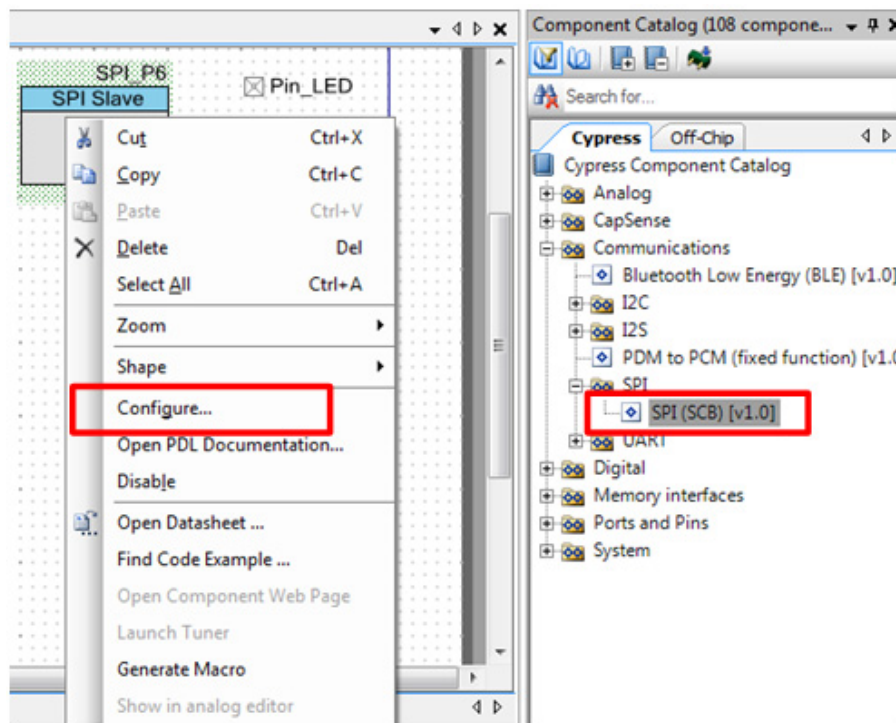 SPI_P6
SPI Slave
Pin_LED
Cut Ctrl+X
Copy Ctrl+C
Paste Ctrl+V
Delete Del
Select All Ctrl+A
Zoom
Shape
Configure...
Open PDL Documentation...
Disable
Open Datasheet ...
Find Code Example ...
Open Component Web Page
Launch Tuner
Generate Macro
Show in analog editor
Component Catalog (108 compone...
Search for...
Cypress Off-Chip
Cypress Component Catalog
Analog
CapSense
Communications
Bluetooth Low Energy (BLE) [v1.0]
I2C
I2S
PDM to PCM (fixed function) [v1.0
SPI
SPI (SCB) [v1.0]
UART
Digital
Memory interfaces
Ports and Pins
System